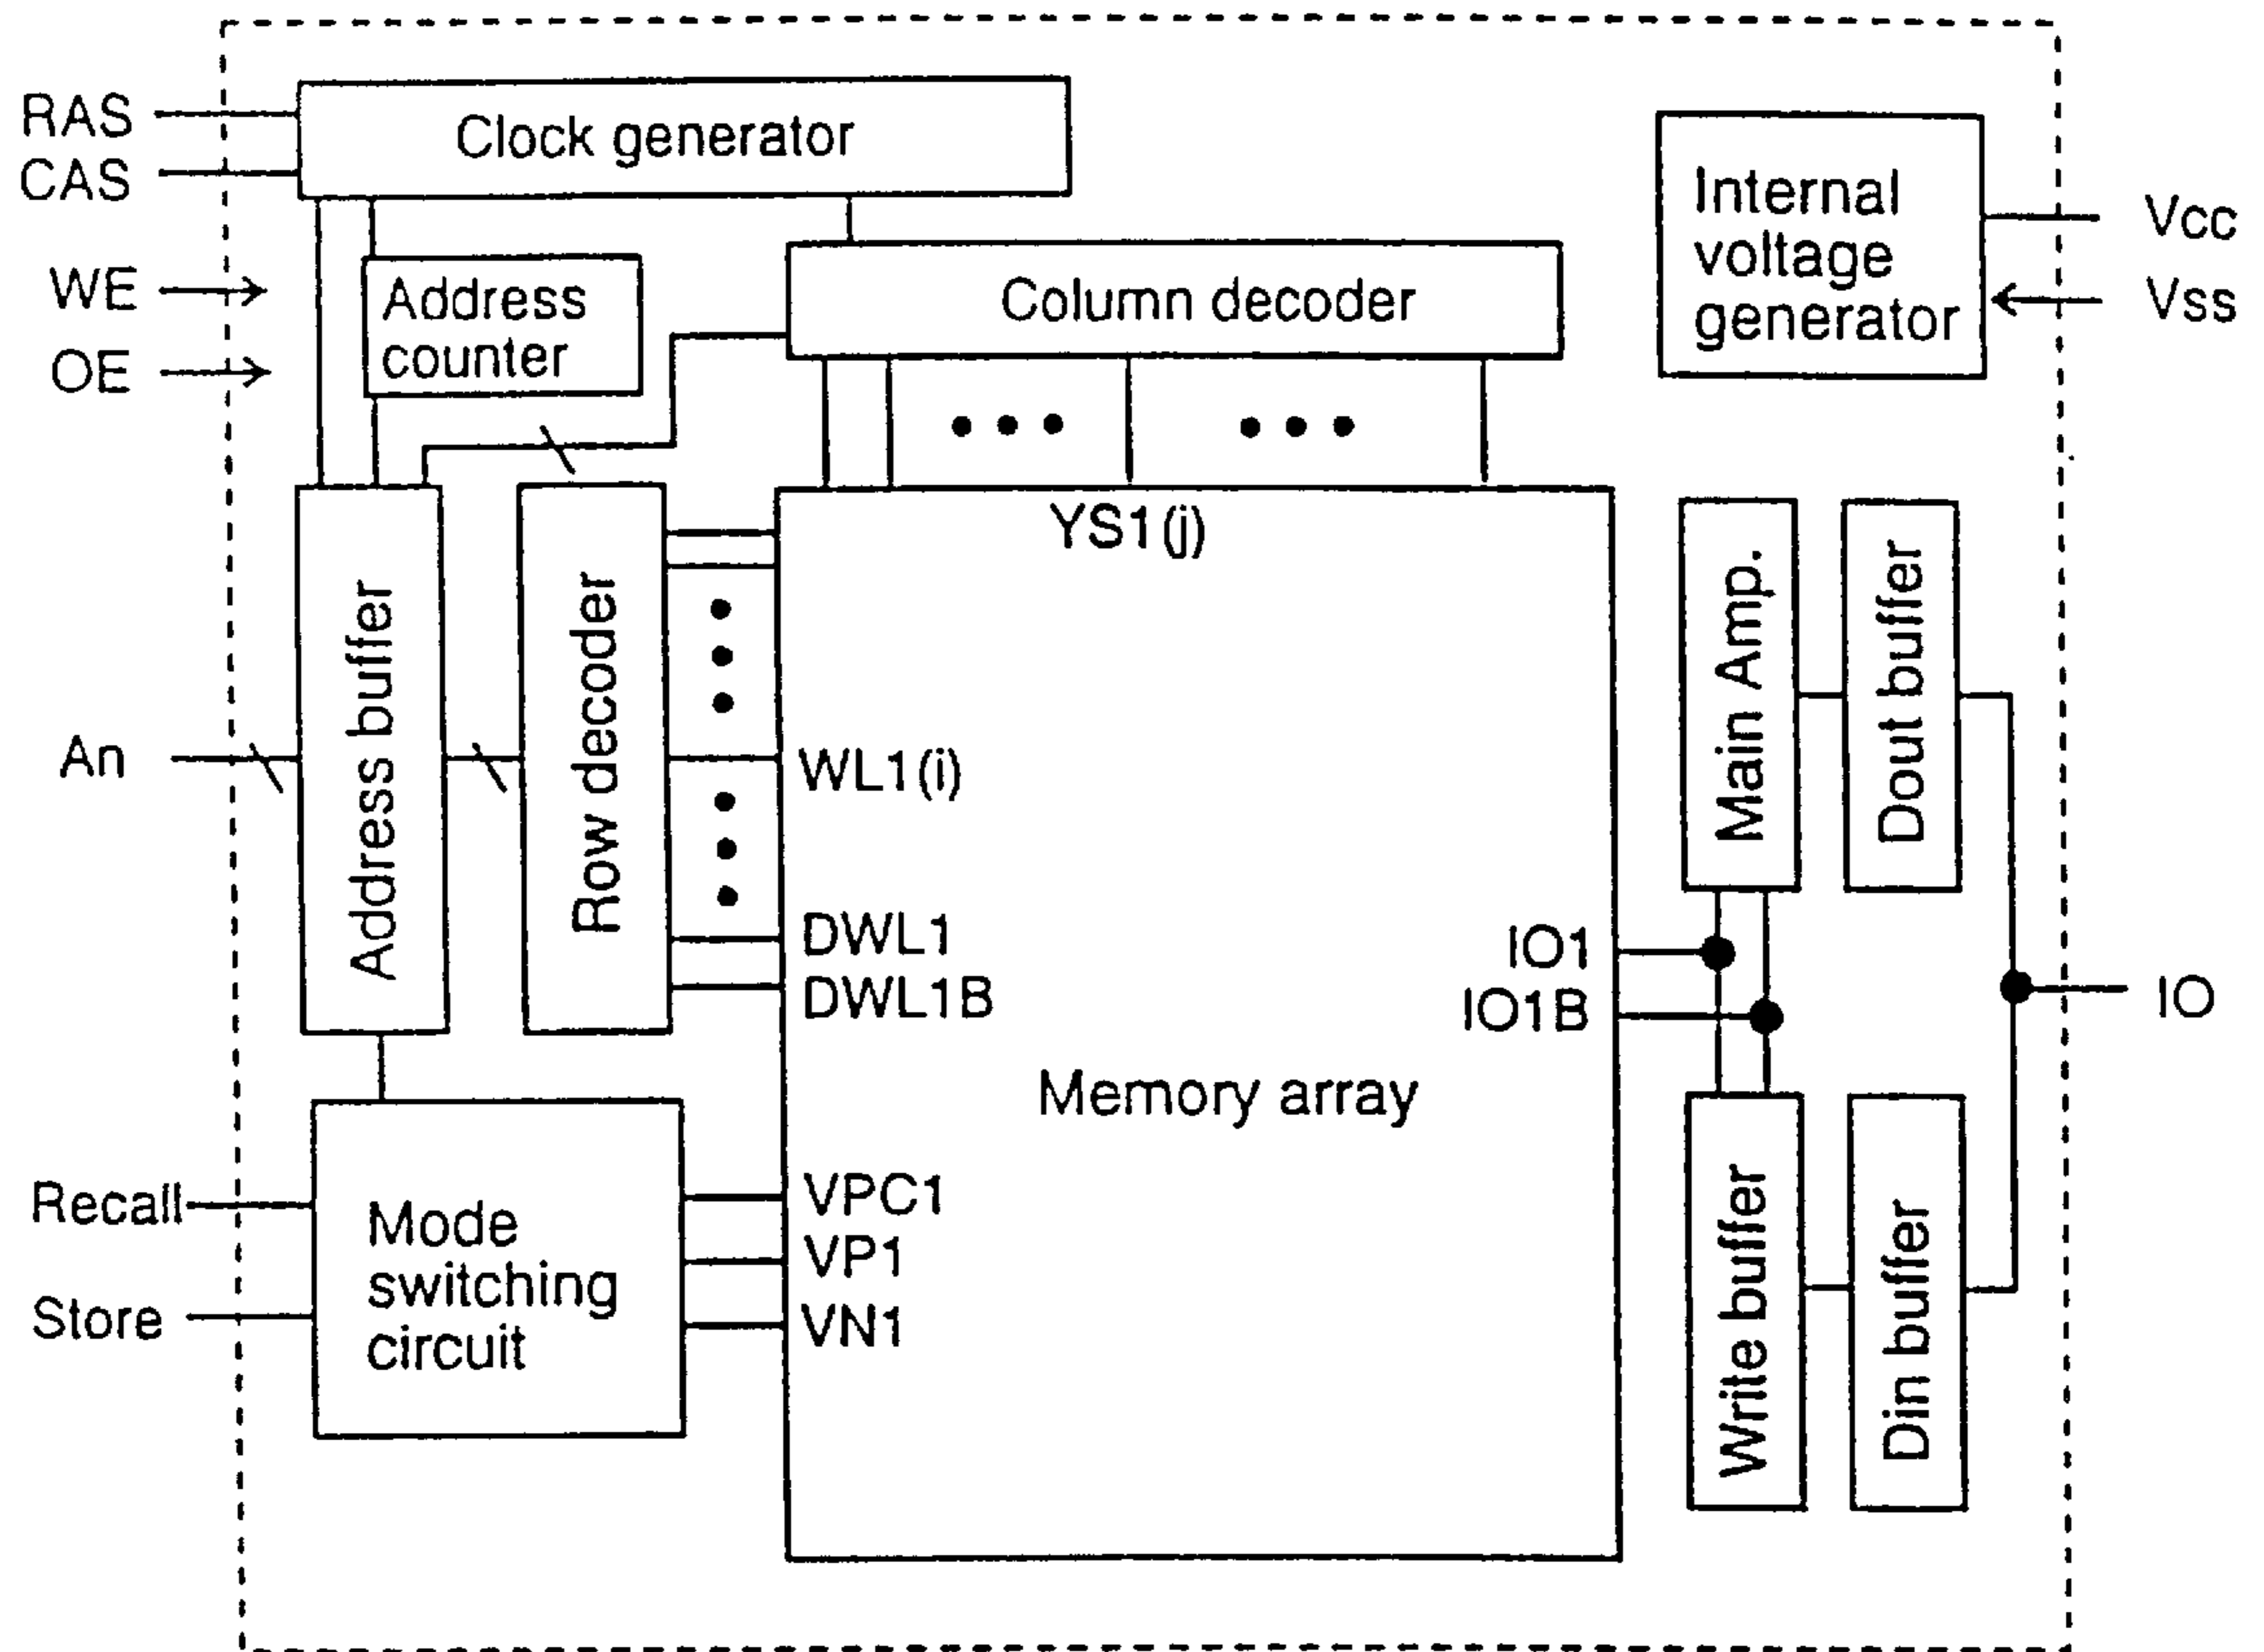 RAS
CAS
WE
OE
An
Recall
Store
Clock generator
Address
counter
Column decoder
Internal
voltage
generator
Vcc
Vss
Address buffer
Row decoder
YS1(j)
WL1(i)
DWL1
DWL1B
Memory array
IO1
IO1B
Main Amp.
Dout buffer
IO
Mode
switching
circuit
VPC1
VP1
VN1
Write buffer
Din buffer